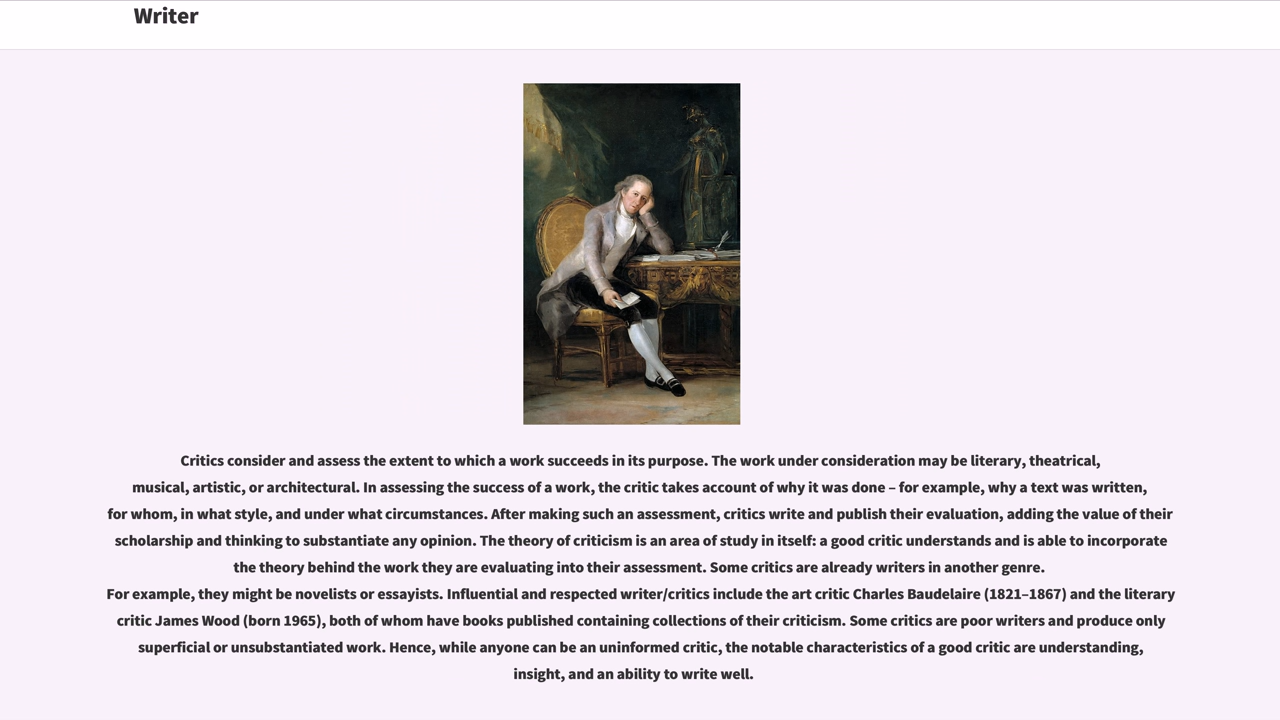 Writer
Critics consider and assess the extent to which a work succeeds in its purpose. The work under consideration may be literary, theatrical,
musical, artistic, or architectural. In assessing the success of a work, the critic takes account of why it was done – for example, why a text was written,
for whom, in what style, and under what circumstances. After making such an assessment, critics write and publish their evaluation, adding the value of their
scholarship and thinking to substantiate any opinion. The theory of criticism is an area of study in itself: a good critic understands and is able to incorporate
the theory behind the work they are evaluating into their assessment. Some critics are already writers in another genre.
For example, they might be novelists or essayists. Influential and respected writer/critics include the art critic Charles Baudelaire (1821–1867) and the literary
critic James Wood (born 1965), both of whom have books published containing collections of their criticism. Some critics are poor writers and produce only
superficial or unsubstantiated work. Hence, while anyone can be an uninformed critic, the notable characteristics of a good critic are understanding,
insight, and an ability to write well.